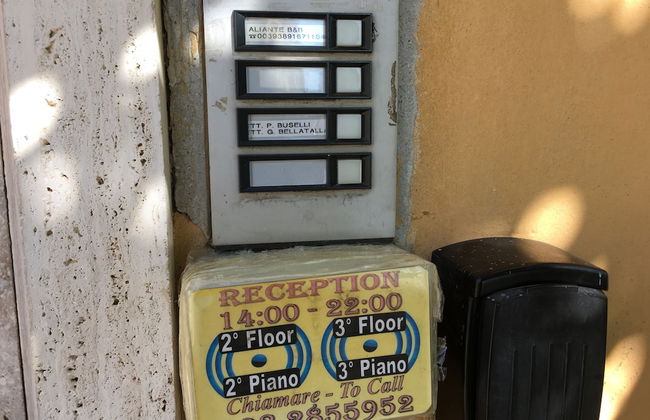 ALIANTE B&B
TT. P. BUSELLI
TT. G. BELLATALL
RECEPTION
14:00 - 22:00
2° Floor 3° Floor
2° Piano 3° Piano
Chiamare - To Call